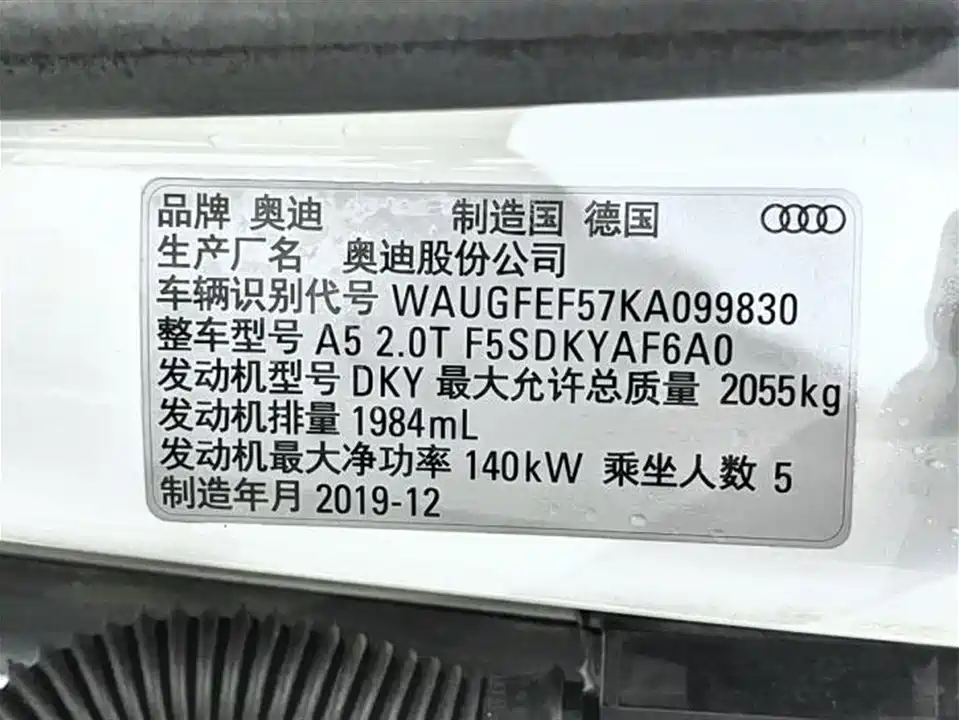 品牌 奥迪 制造国 德国
生产厂名 奥迪股份公司
车辆识别代号 WAUGFEF57KA099830
整车型号 A5 2.0T F5SDKYAF6A0
发动机型号 DKY 最大允许总质量 2055kg
发动机排量 1984mL
发动机最大净功率 140kW 乘坐人数 5
制造年月 2019-12